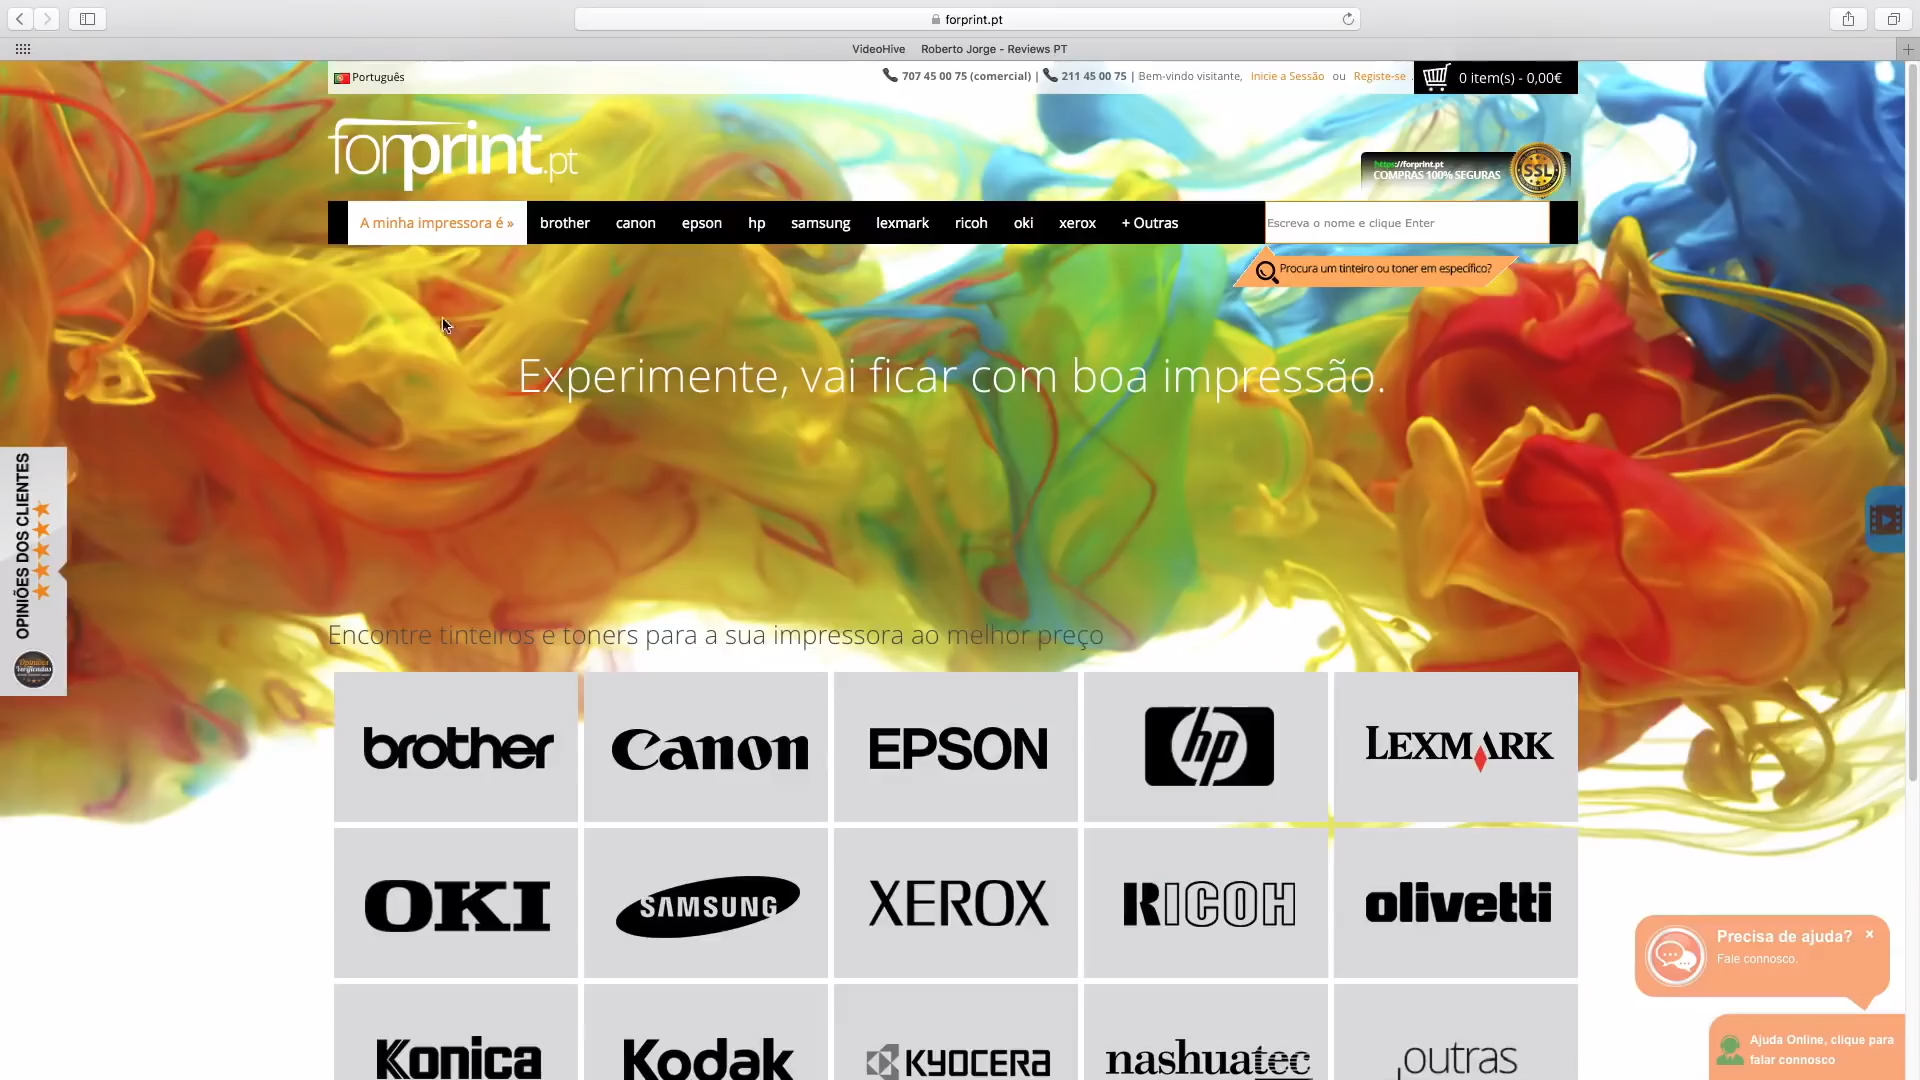 forprint.pt
VideoHive Roberto Jorge - Reviews PT
Português
707 45 00 75 (comercial) | 211 45 00 75 | Bem-vindo visitante, Inicie a Sessão ou Registe-se .
0 item(s) - 0,00€
forprint.pt
https://forprint.pt
COMPRAS 100% SEGURAS
SSL
A minha impressora é » brother canon epson hp samsung lexmark ricoh oki xerox + Outras
Escreva o nome e clique Enter
Procura um tinteiro ou toner em específico?
Experimente, vai ficar com boa impressão.
OPINIÕES DOS CLIENTES
Opiniões
Verificadas
Encontre tinteiros e toners para a sua impressora ao melhor preço
brother Canon EPSON hp LEXMARK
OKI SAMSUNG XEROX RICOH olivetti
Konica Kodak KYOCERA nashuatec outras
Precisa de ajuda? ×
Fale connosco.
Ajuda Online, clique para
falar connosco